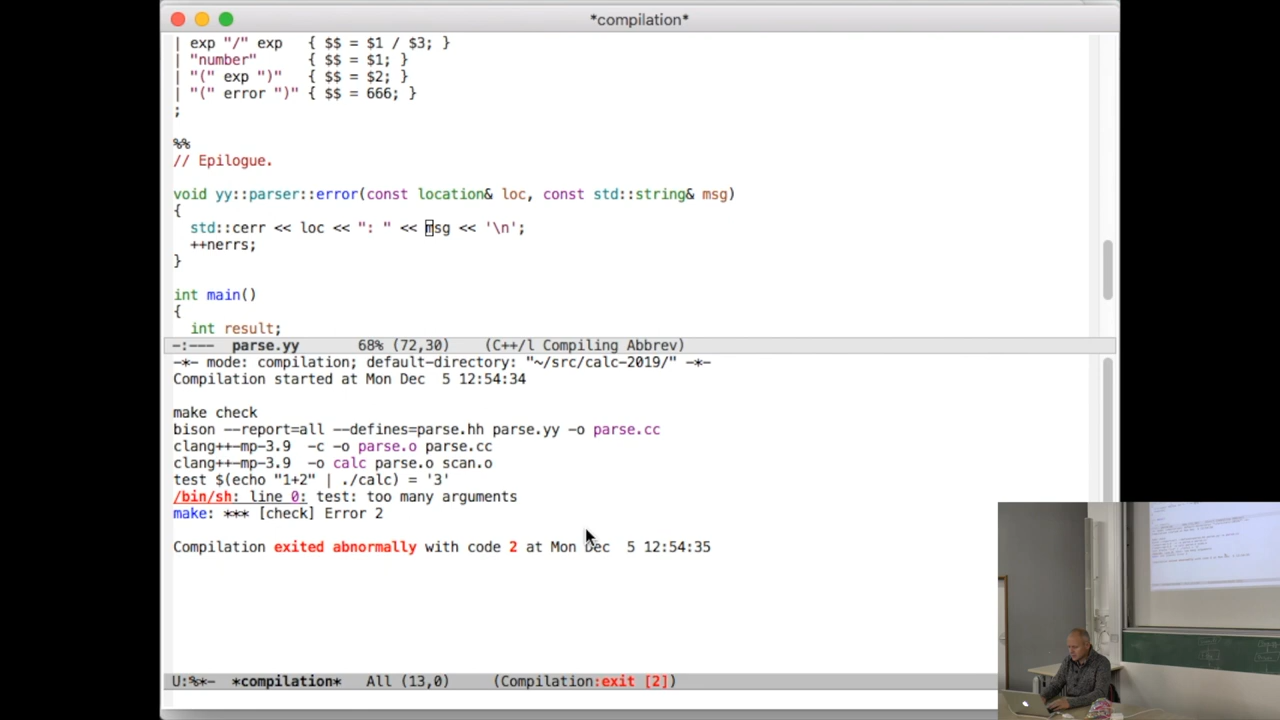 *compilation*
| exp "/" exp { $$ = $1 / $3; }
| "number" { $$ = $1; }
| "(" exp ")" { $$ = $2; }
| "(" error ")" { $$ = 666; }
;
%%
// Epilogue.
void yy::parser::error(const location& loc, const std::string& msg)
{
std::cerr << loc << ": " << msg << '\n';
++nerrs;
}
int main()
{
int result;
-:--- parse.yy 68% (72,30) (C++/l Compiling Abbrev)
-*- mode: compilation; default-directory: "~/src/calc-2019/" -*-
Compilation started at Mon Dec 5 12:54:34
make check
bison --report=all --defines=parse.hh parse.yy -o parse.cc
clang++-mp-3.9 -c -o parse.o parse.cc
clang++-mp-3.9 -o calc parse.o scan.o
test $(echo "1+2" | ./calc) = '3'
/bin/sh: line 0: test: too many arguments
make: *** [check] Error 2
Compilation exited abnormally with code 2 at Mon Dec 5 12:54:35
U:%*- *compilation* All (13,0) (Compilation:exit [2])